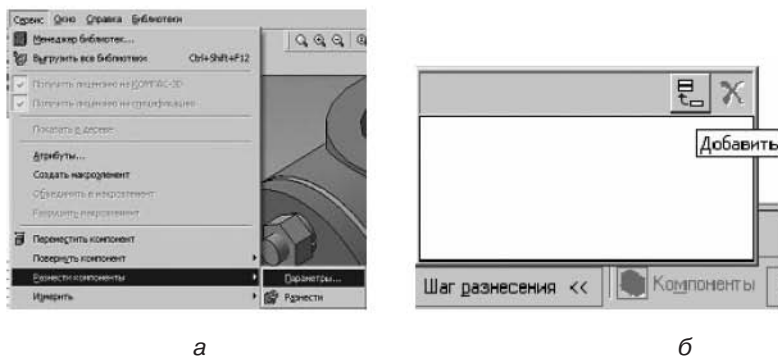 Сервис Окно Справка Библиотеки
Менеджер библиотек...
Выгрузить все библиотеки Ctrl+Shift+F12
Получить лицензию на КОМПАС-3D
Получить лицензию на спецификацию
Показать в дереве
Атрибуты...
Создать макроэлемент
Объединить в макроэлемент
Разрушить макроэлемент
Переместить компонент
Повернуть компонент
Разнести компоненты
Измерить
Параметры...
Разнести
Добавить
Шаг разнесения << Компоненты
а
б